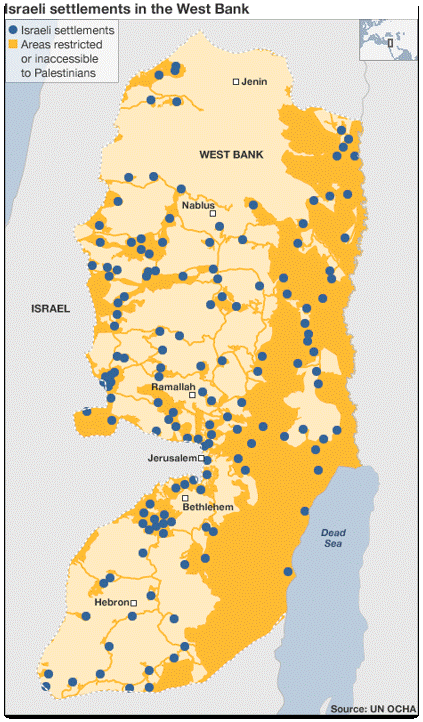 Israeli settlements in the West Bank
Israeli settlements
Areas restricted
or inaccessible
to Palestinians
Jenin
WEST BANK
Nablus
ISRAEL
Ramallah
Jerusalem
Bethlehem
Dead
Sea
Hebron
Source: UN OCHA